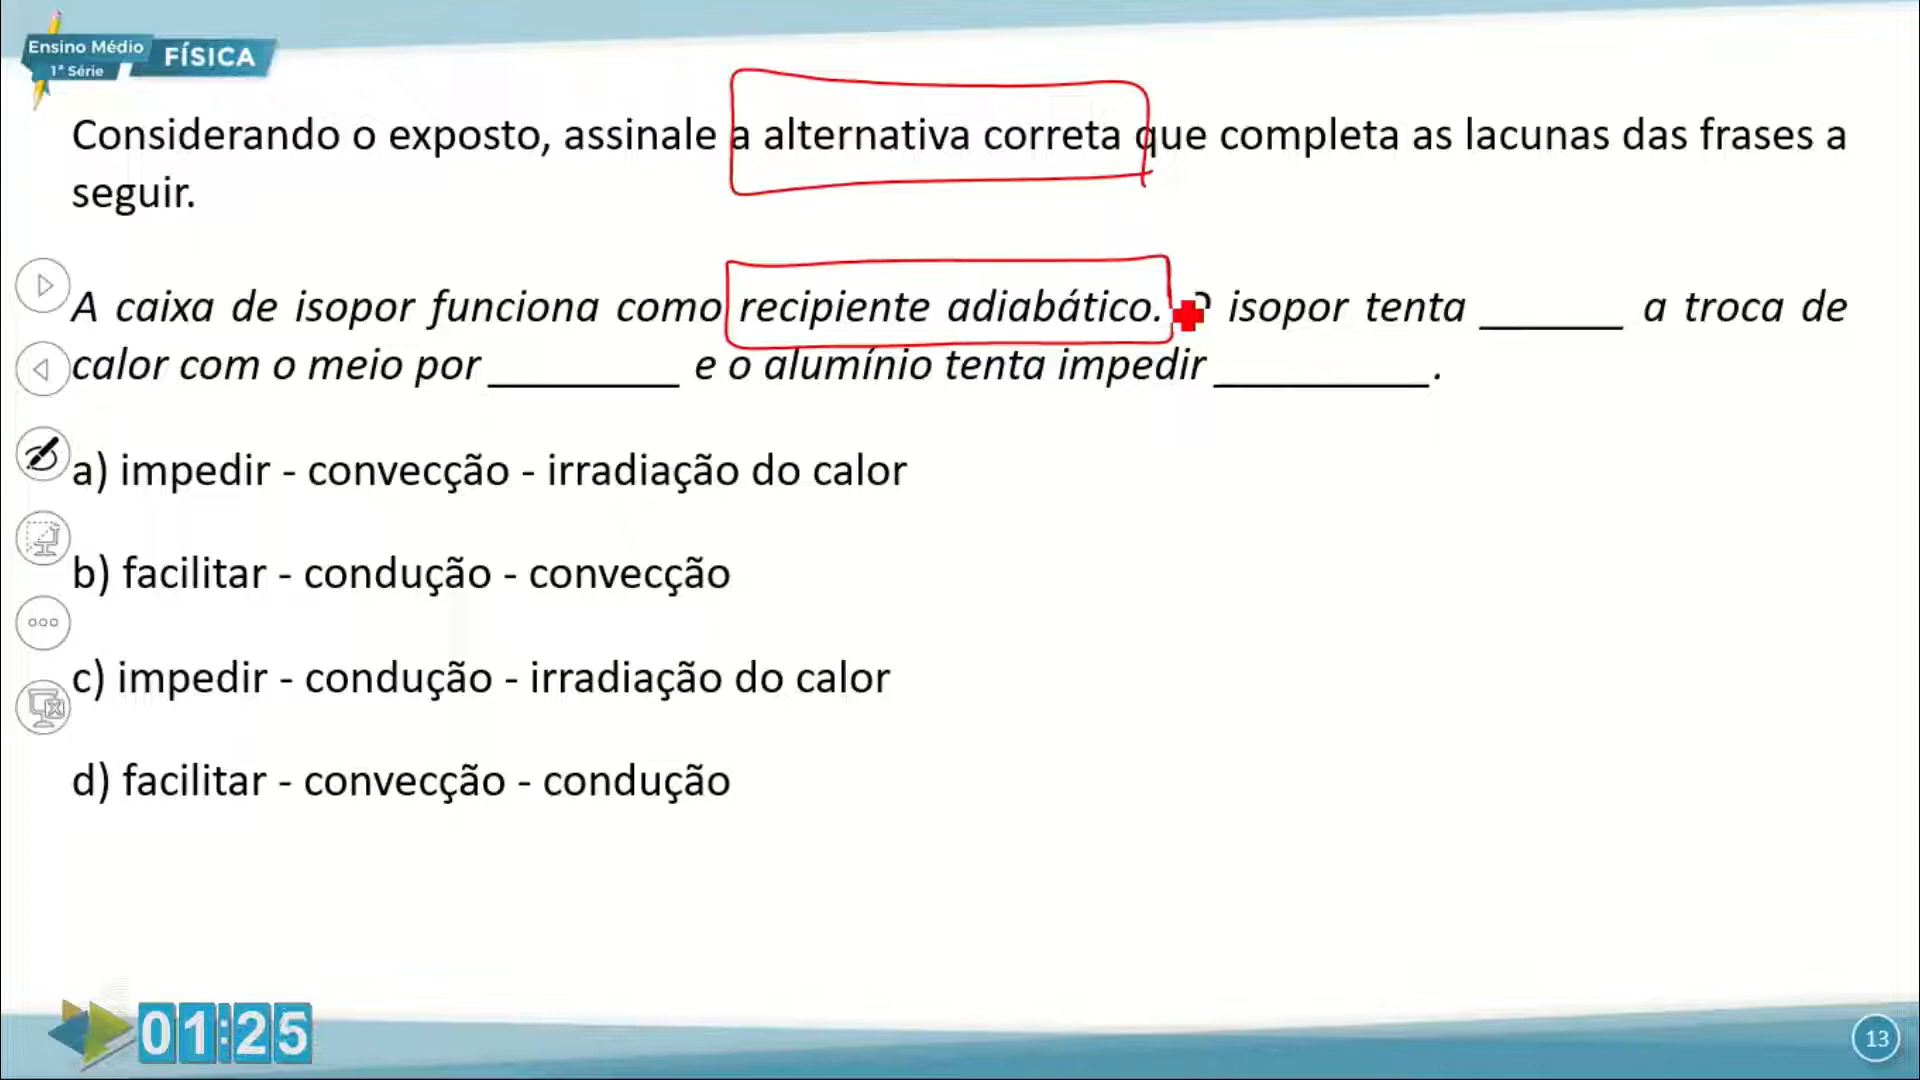 Ensino Médio
1ª Série
FÍSICA
Considerando o exposto, assinale a alternativa correta que completa as lacunas das frases a
seguir.
A caixa de isopor funciona como recipiente adiabático. O isopor tenta ______ a troca de
calor com o meio por ________ e o alumínio tenta impedir _________.
a) impedir - convecção - irradiação do calor
b) facilitar - condução - convecção
c) impedir - condução - irradiação do calor
d) facilitar - convecção - condução
01:25
13